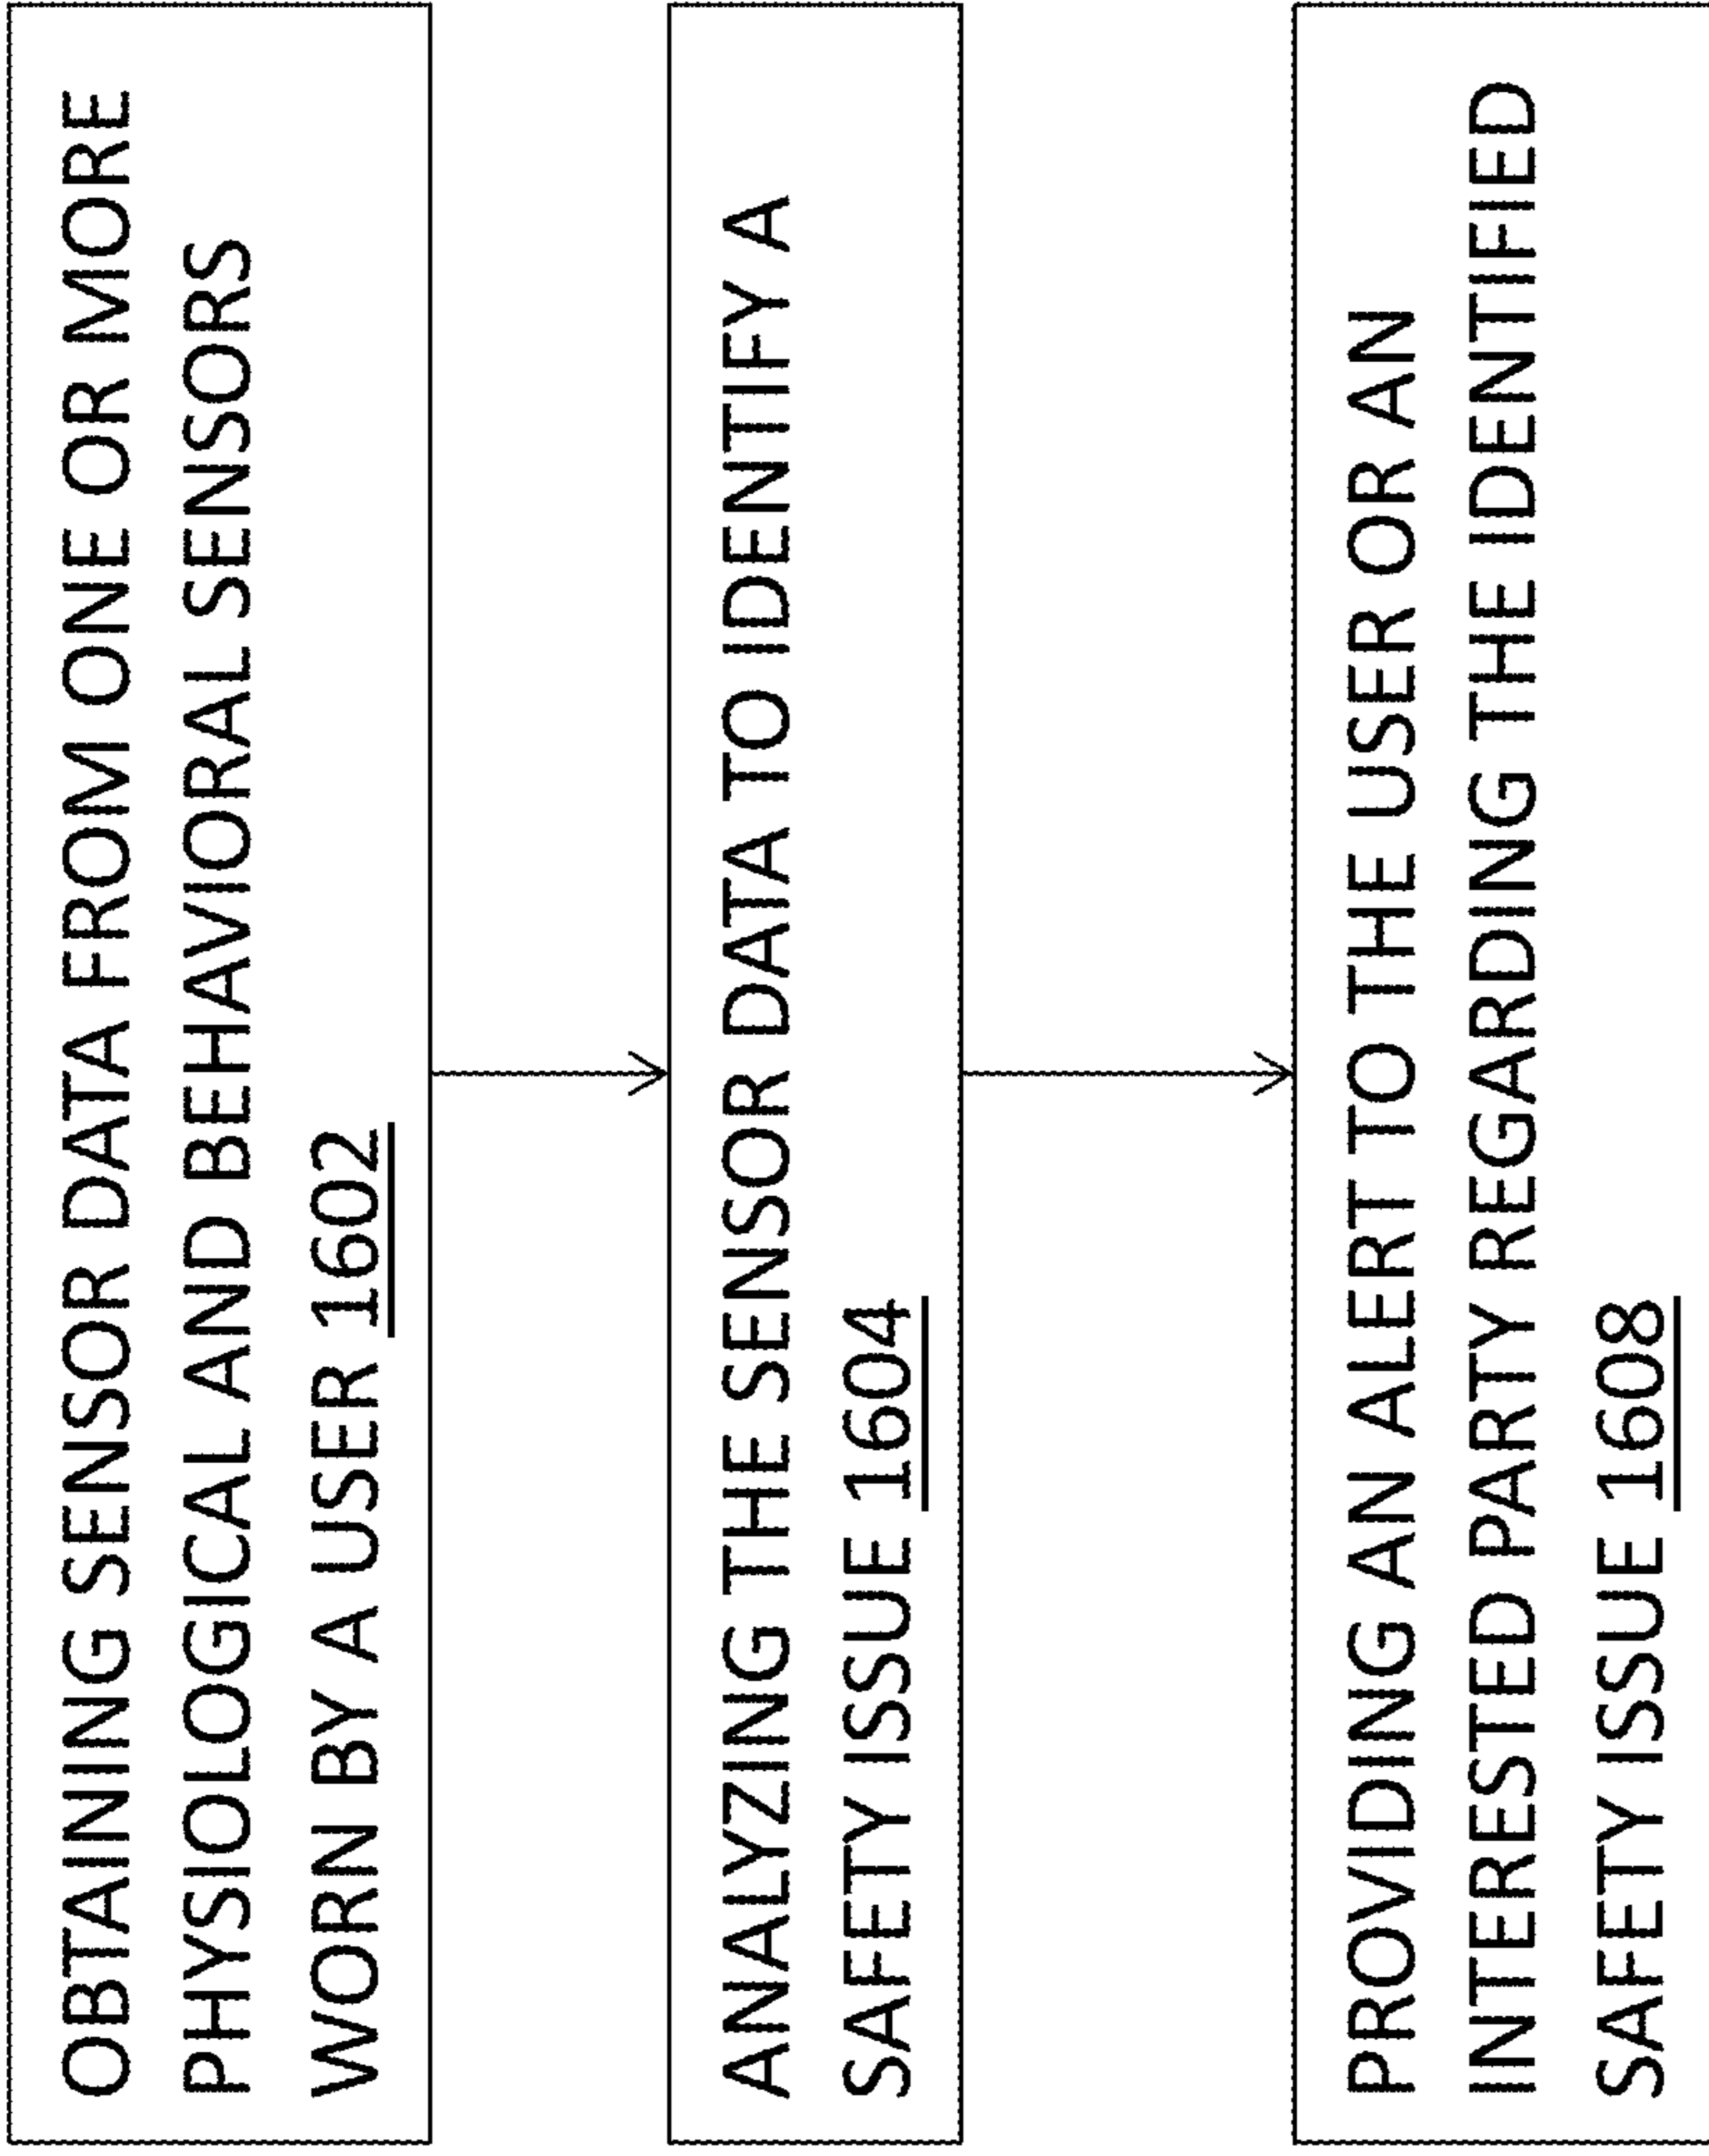 OBTAINING SENSOR DATA FROM ONE OR MORE
PHYSIOLOGICAL AND BEHAVIORAL SENSORS
WORN BY A USER 1602
ANALYZING THE SENSOR DATA TO IDENTIFY A
SAFETY ISSUE 1604
PROVIDING AN ALERT TO THE USER OR AN
INTERESTED PARTY REGARDING THE IDENTIFIED
SAFETY ISSUE 1608